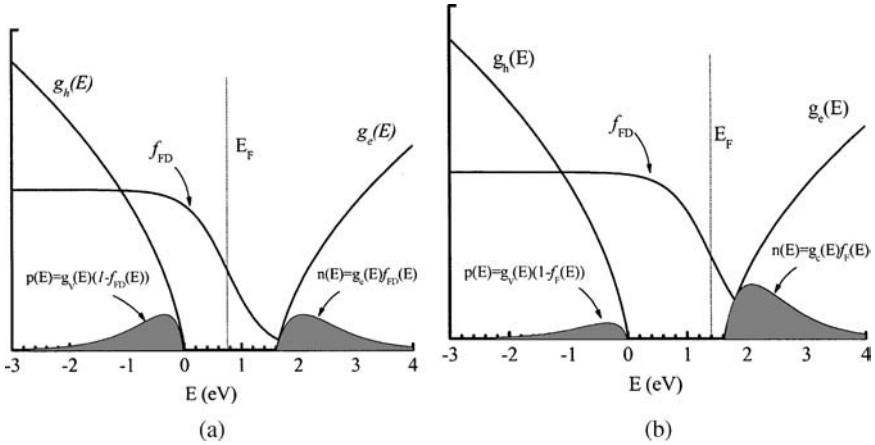 g_h(E)
f_FD
E_F
g_e(E)
p(E)=g_v(E)(1-f_FD(E))
n(E)=g_c(E)f_FD(E)
-3 -2 -1 0 1 2 3 4
E (eV)
(a)
g_h(E)
g_e(E)
f_FD
E_F
n(E)=g_c(E)f_F(E)
p(E)=g_v(E)(1-f_F(E))
-3 -2 -1 0 1 2 3 4
E (eV)
(b)